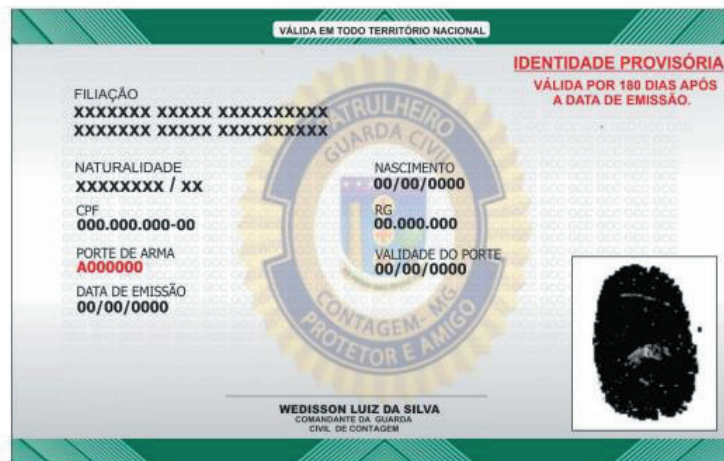 VÁLIDA EM TODO TERRITÓRIO NACIONAL
IDENTIDADE PROVISÓRIA
VÁLIDA POR 180 DIAS APÓS
A DATA DE EMISSÃO.
FILIAÇÃO
XXXXXXX XXXXX XXXXXXXXXX
XXXXXXX XXXXX XXXXXXXXXX
NATURALIDADE
XXXXXXXX / XX
NASCIMENTO
00/00/0000
CPF
000.000.000-00
RG
00.000.000
PORTE DE ARMA
A000000
VALIDADE DO PORTE
00/00/0000
DATA DE EMISSÃO
00/00/0000
PATRULHEIRO
GUARDA CIVIL
CONTAGEM- MG
PROTETOR E AMIGO
WEDISSON LUIZ DA SILVA
COMANDANTE DA GUARDA
CIVIL DE CONTAGEM